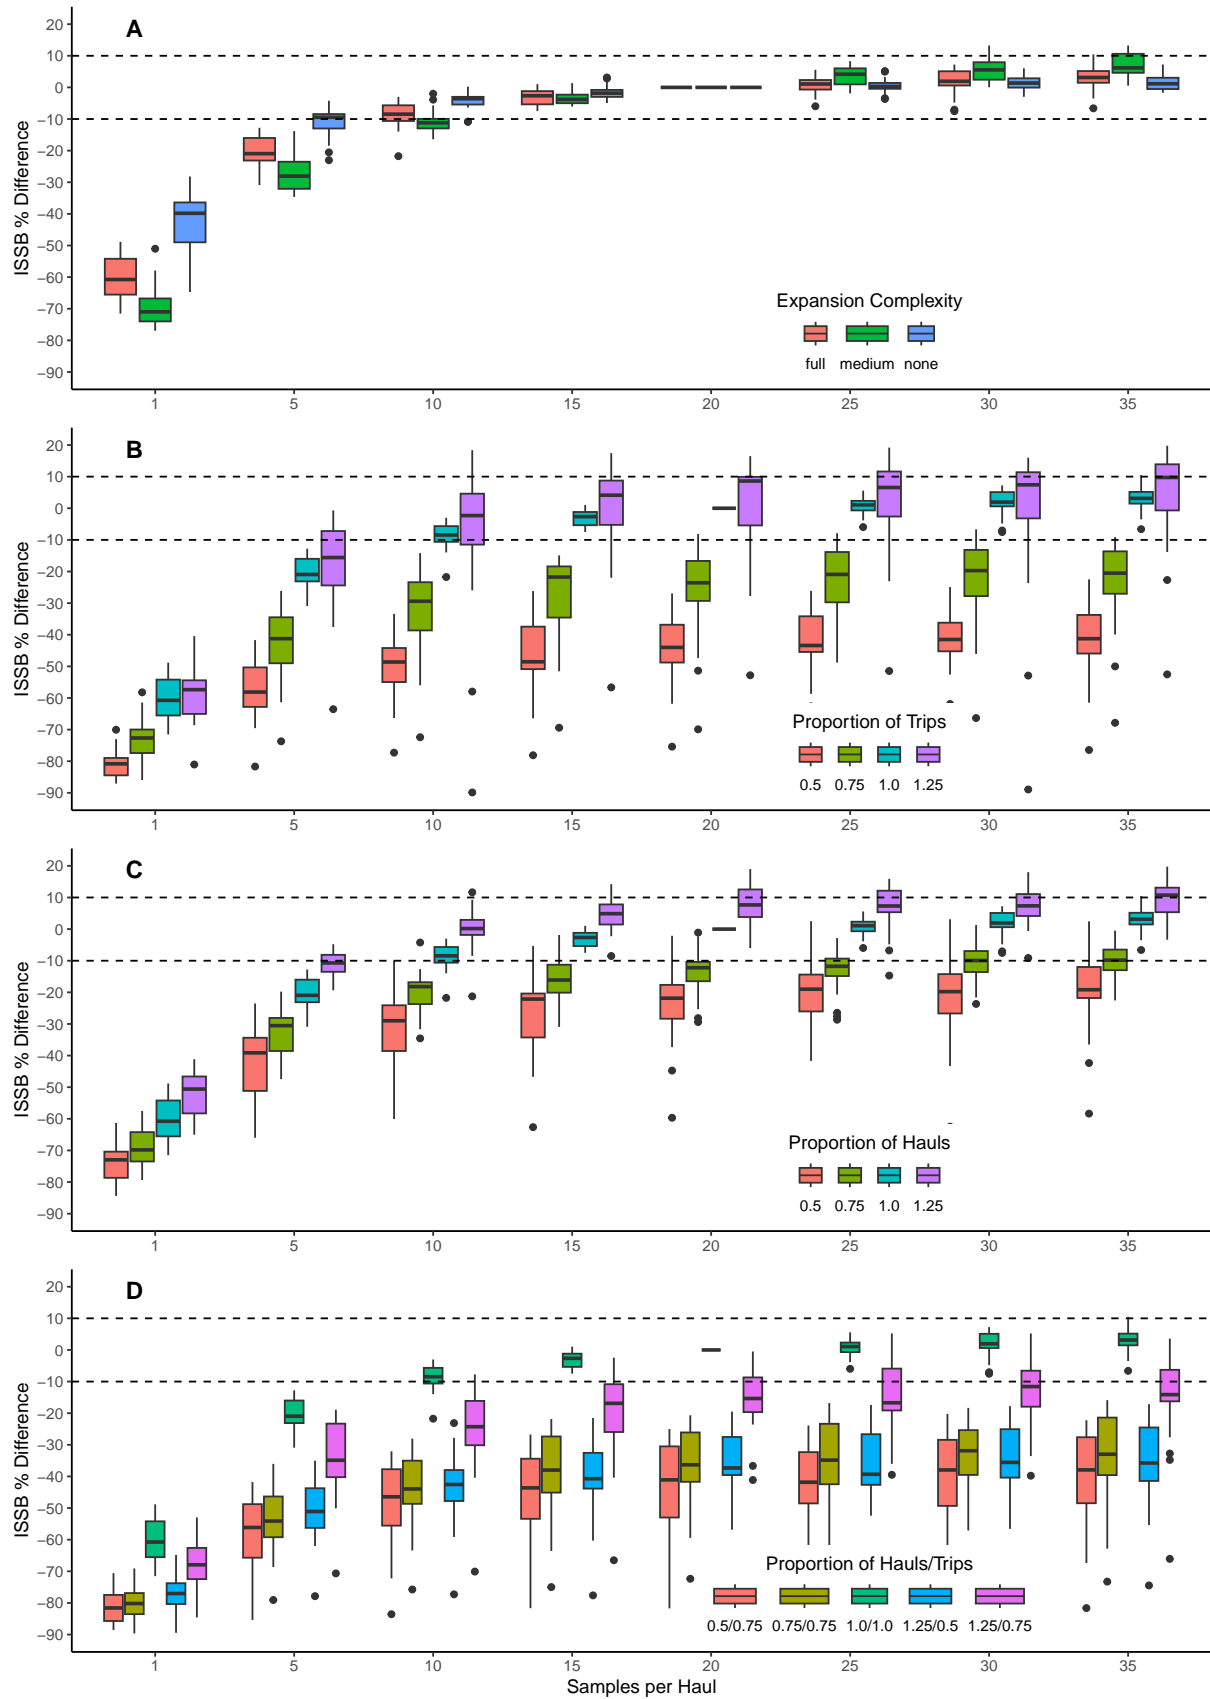 A
20
10
0
−10
−20
−30
−40
−50
−60
−70
−80
−90
ISSB % Difference
Expansion Complexity
full medium none
1 5 10 15 20 25 30 35
B
20
10
0
−10
−20
−30
−40
−50
−60
−70
−80
−90
ISSB % Difference
Proportion of Trips
0.5 0.75 1.0 1.25
1 5 10 15 20 25 30 35
C
20
10
0
−10
−20
−30
−40
−50
−60
−70
−80
−90
ISSB % Difference
Proportion of Hauls
0.5 0.75 1.0 1.25
1 5 10 15 20 25 30 35
D
20
10
0
−10
−20
−30
−40
−50
−60
−70
−80
−90
ISSB % Difference
Proportion of Hauls/Trips
0.5/0.75 0.75/0.75 1.0/1.0 1.25/0.5 1.25/0.75
1 5 10 15 20 25 30 35
Samples per Haul